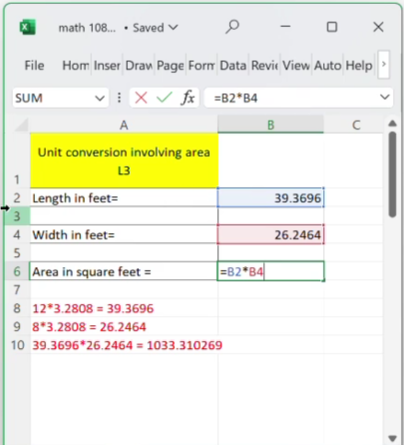 math 108... • Saved
File Hom Inser Drav Page Form Data Revie View Auto Help
SUM fx =B2*B4
A B C
1 Unit conversion involving area
L3
2 Length in feet= 39.3696
3
4 Width in feet= 26.2464
5
6 Area in square feet = =B2*B4
7
8 12*3.2808 = 39.3696
9 8*3.2808 = 26.2464
10 39.3696*26.2464 = 1033.310269